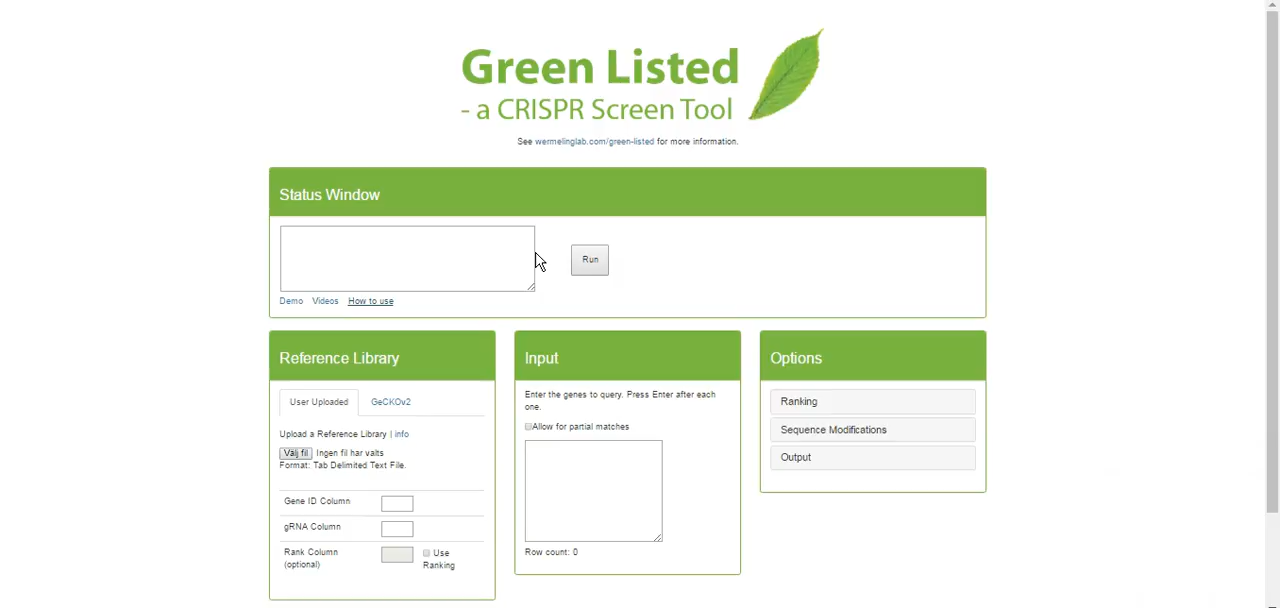 Green Listed
- a CRISPR Screen Tool
See wermelinglab.com/green-listed for more information.
Status Window
Run
Demo Videos How to use
Reference Library
User Uploaded GeCKOv2
Upload a Reference Library | info
Välj fil Ingen fil har valts
Format: Tab Delimited Text File.
Gene ID Column
gRNA Column
Rank Column
(optional)
Use
Ranking
Input
Enter the genes to query. Press Enter after each
one.
Allow for partial matches
Row count: 0
Options
Ranking
Sequence Modifications
Output